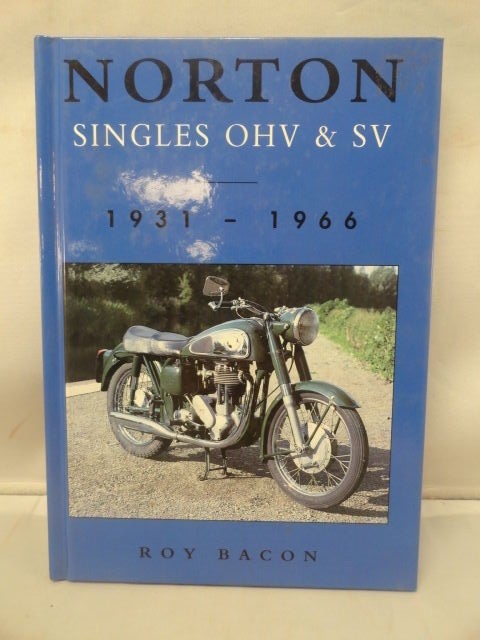 NORTON
SINGLES OHV & SV
1931 – 1966
ROY BACON